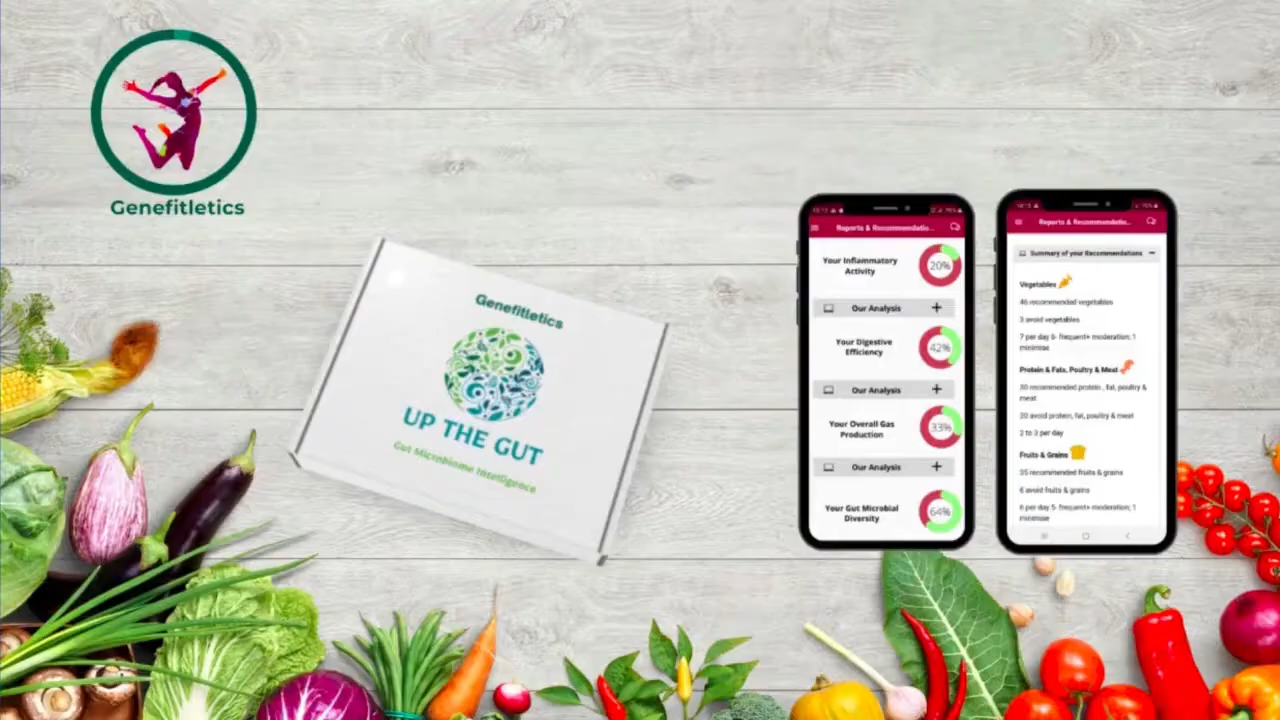 Genefitletics
Genefitletics
UP THE GUT
Gut Microbiome Intelligence
Reports & Recommendatio...
Your Inflammatory
Activity
20%
Our Analysis +
Your Digestive
Efficiency
42%
Our Analysis +
Your Overall Gas
Production
33%
Our Analysis +
Your Gut Microbial
Diversity
64%
Reports & Recommendatio...
Summary of your Recommendations −
Vegetables
46 recommended vegetables
3 avoid vegetables
7 per day 6- frequent+ moderation; 1
minimise
Protein & Fats, Poultry & Meat
30 recommended protein , fat, poultry &
meat
20 avoid protein, fat, poultry & meat
2 to 3 per day
Fruits & Grains
35 recommended fruits & grains
6 avoid fruits & grains
6 per day 5- frequent+ moderation; 1
minimise